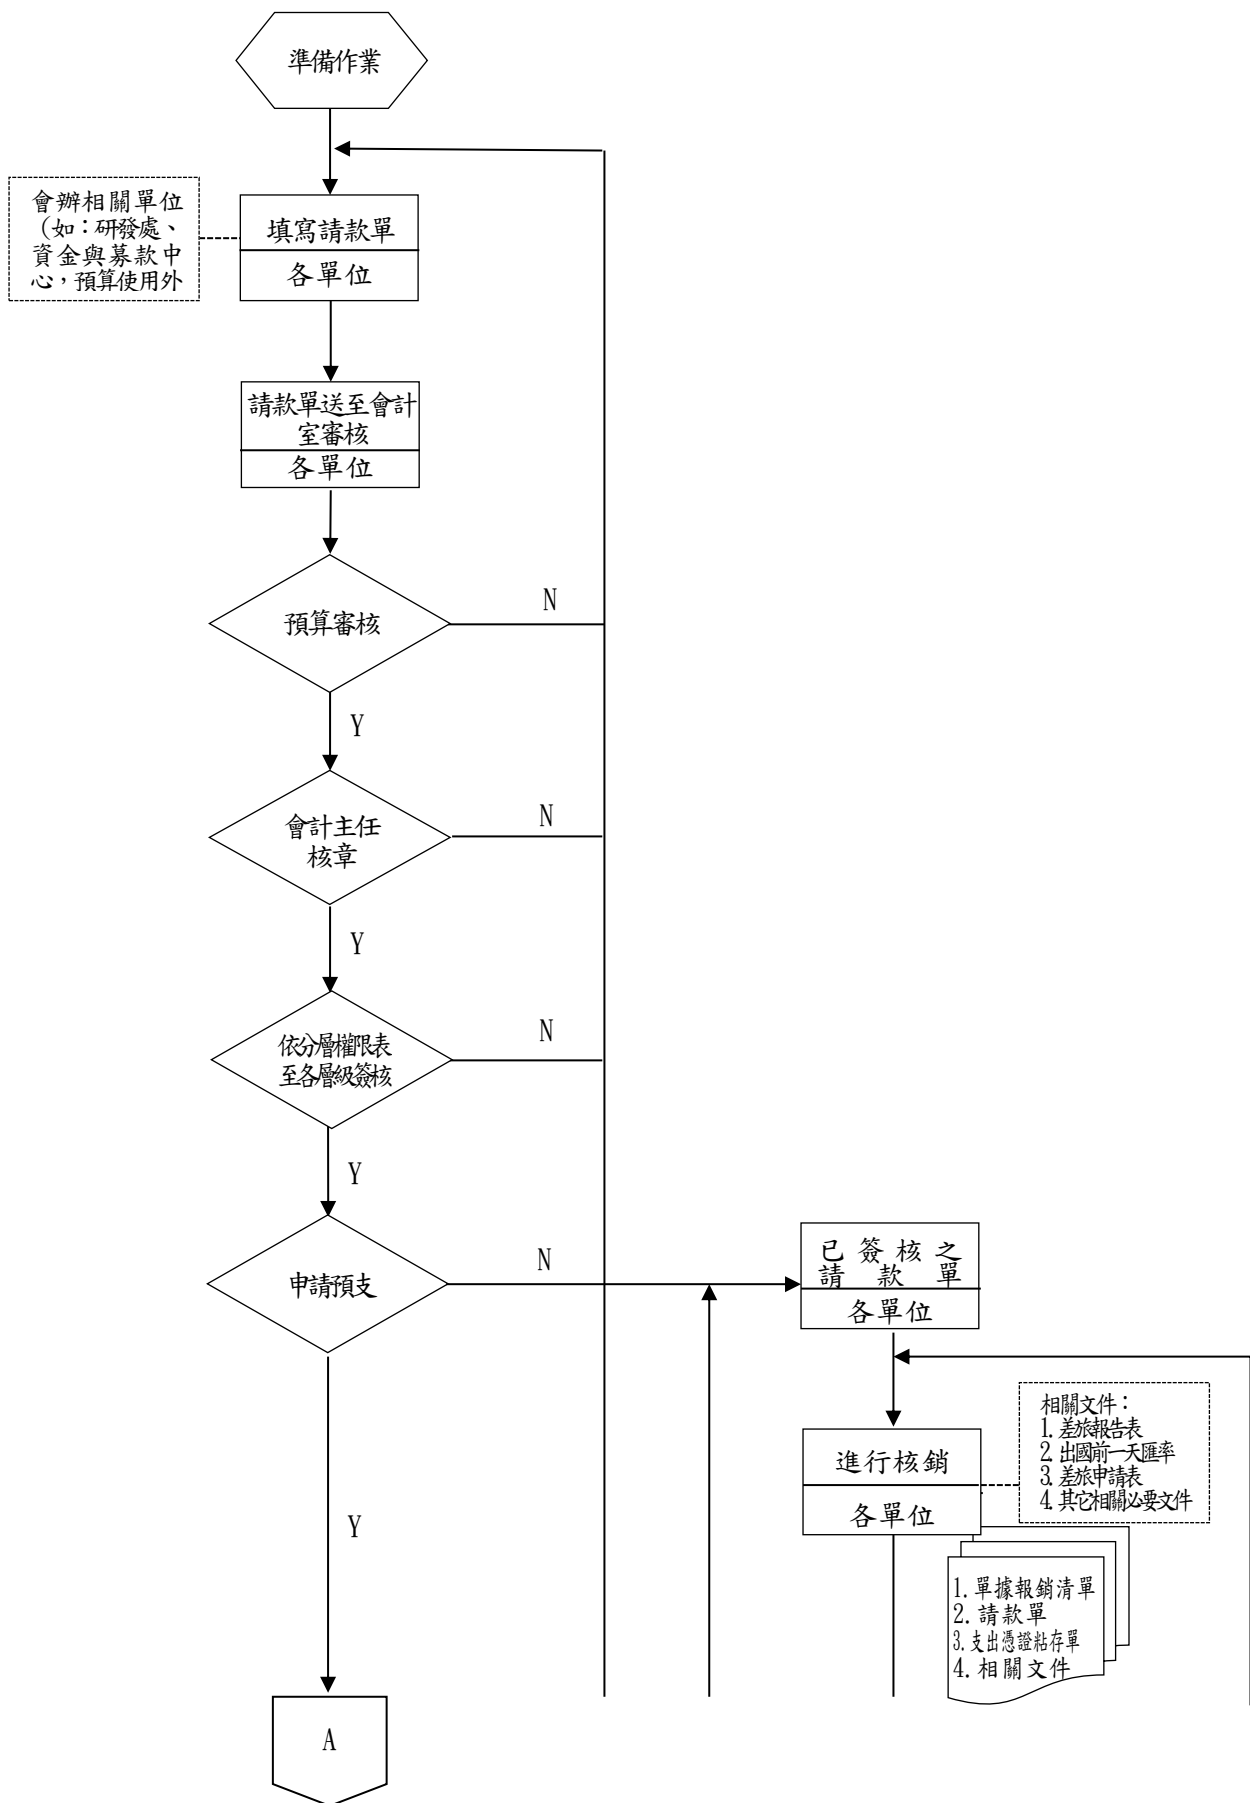 準備作業
會辦相關單位
(如：研發處、
資金與募款中
心，預算使用外
填寫請款單
各單位
請款單送至會計
室審核
各單位
預算審核
N
Y
會計主任
核章
N
Y
依分層權限表
至各層級簽核
N
Y
申請預支
N
已簽核之
請款單
各單位
相關文件：
1.差旅報告表
2.出國前一天匯率
3.差旅申請表
4.其它相關必要文件
進行核銷
各單位
Y
1.單據報銷清單
2.請款單
3.支出憑證粘存單
4.相關文件
A